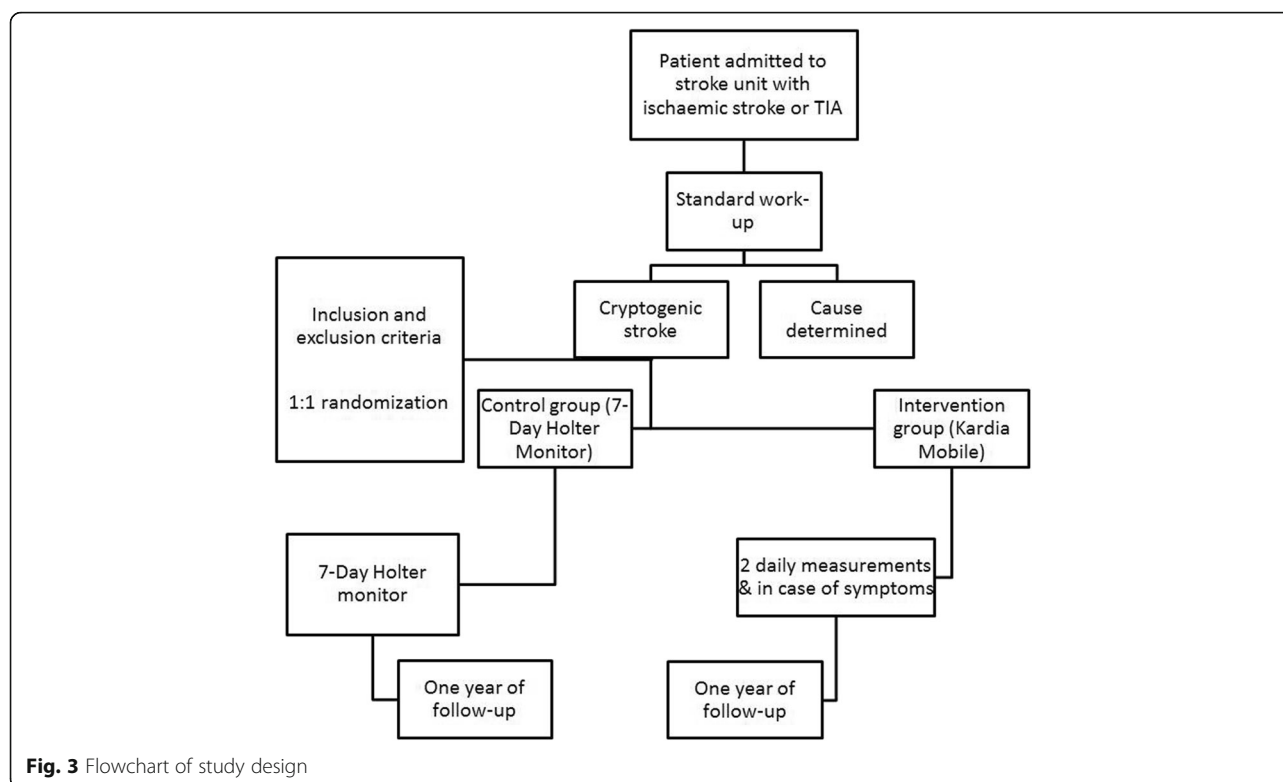 Patient admitted to
stroke unit with
ischaemic stroke or TIA
Standard work-
up
Inclusion and
exclusion criteria
1:1 randomization
Cryptogenic
stroke
Cause
determined
Control group (7-
Day Holter
Monitor)
Intervention
group (Kardia
Mobile)
7-Day Holter
monitor
2 daily measurements
& in case of symptoms
One year of
follow-up
One year of
follow-up
Fig. 3 Flowchart of study design